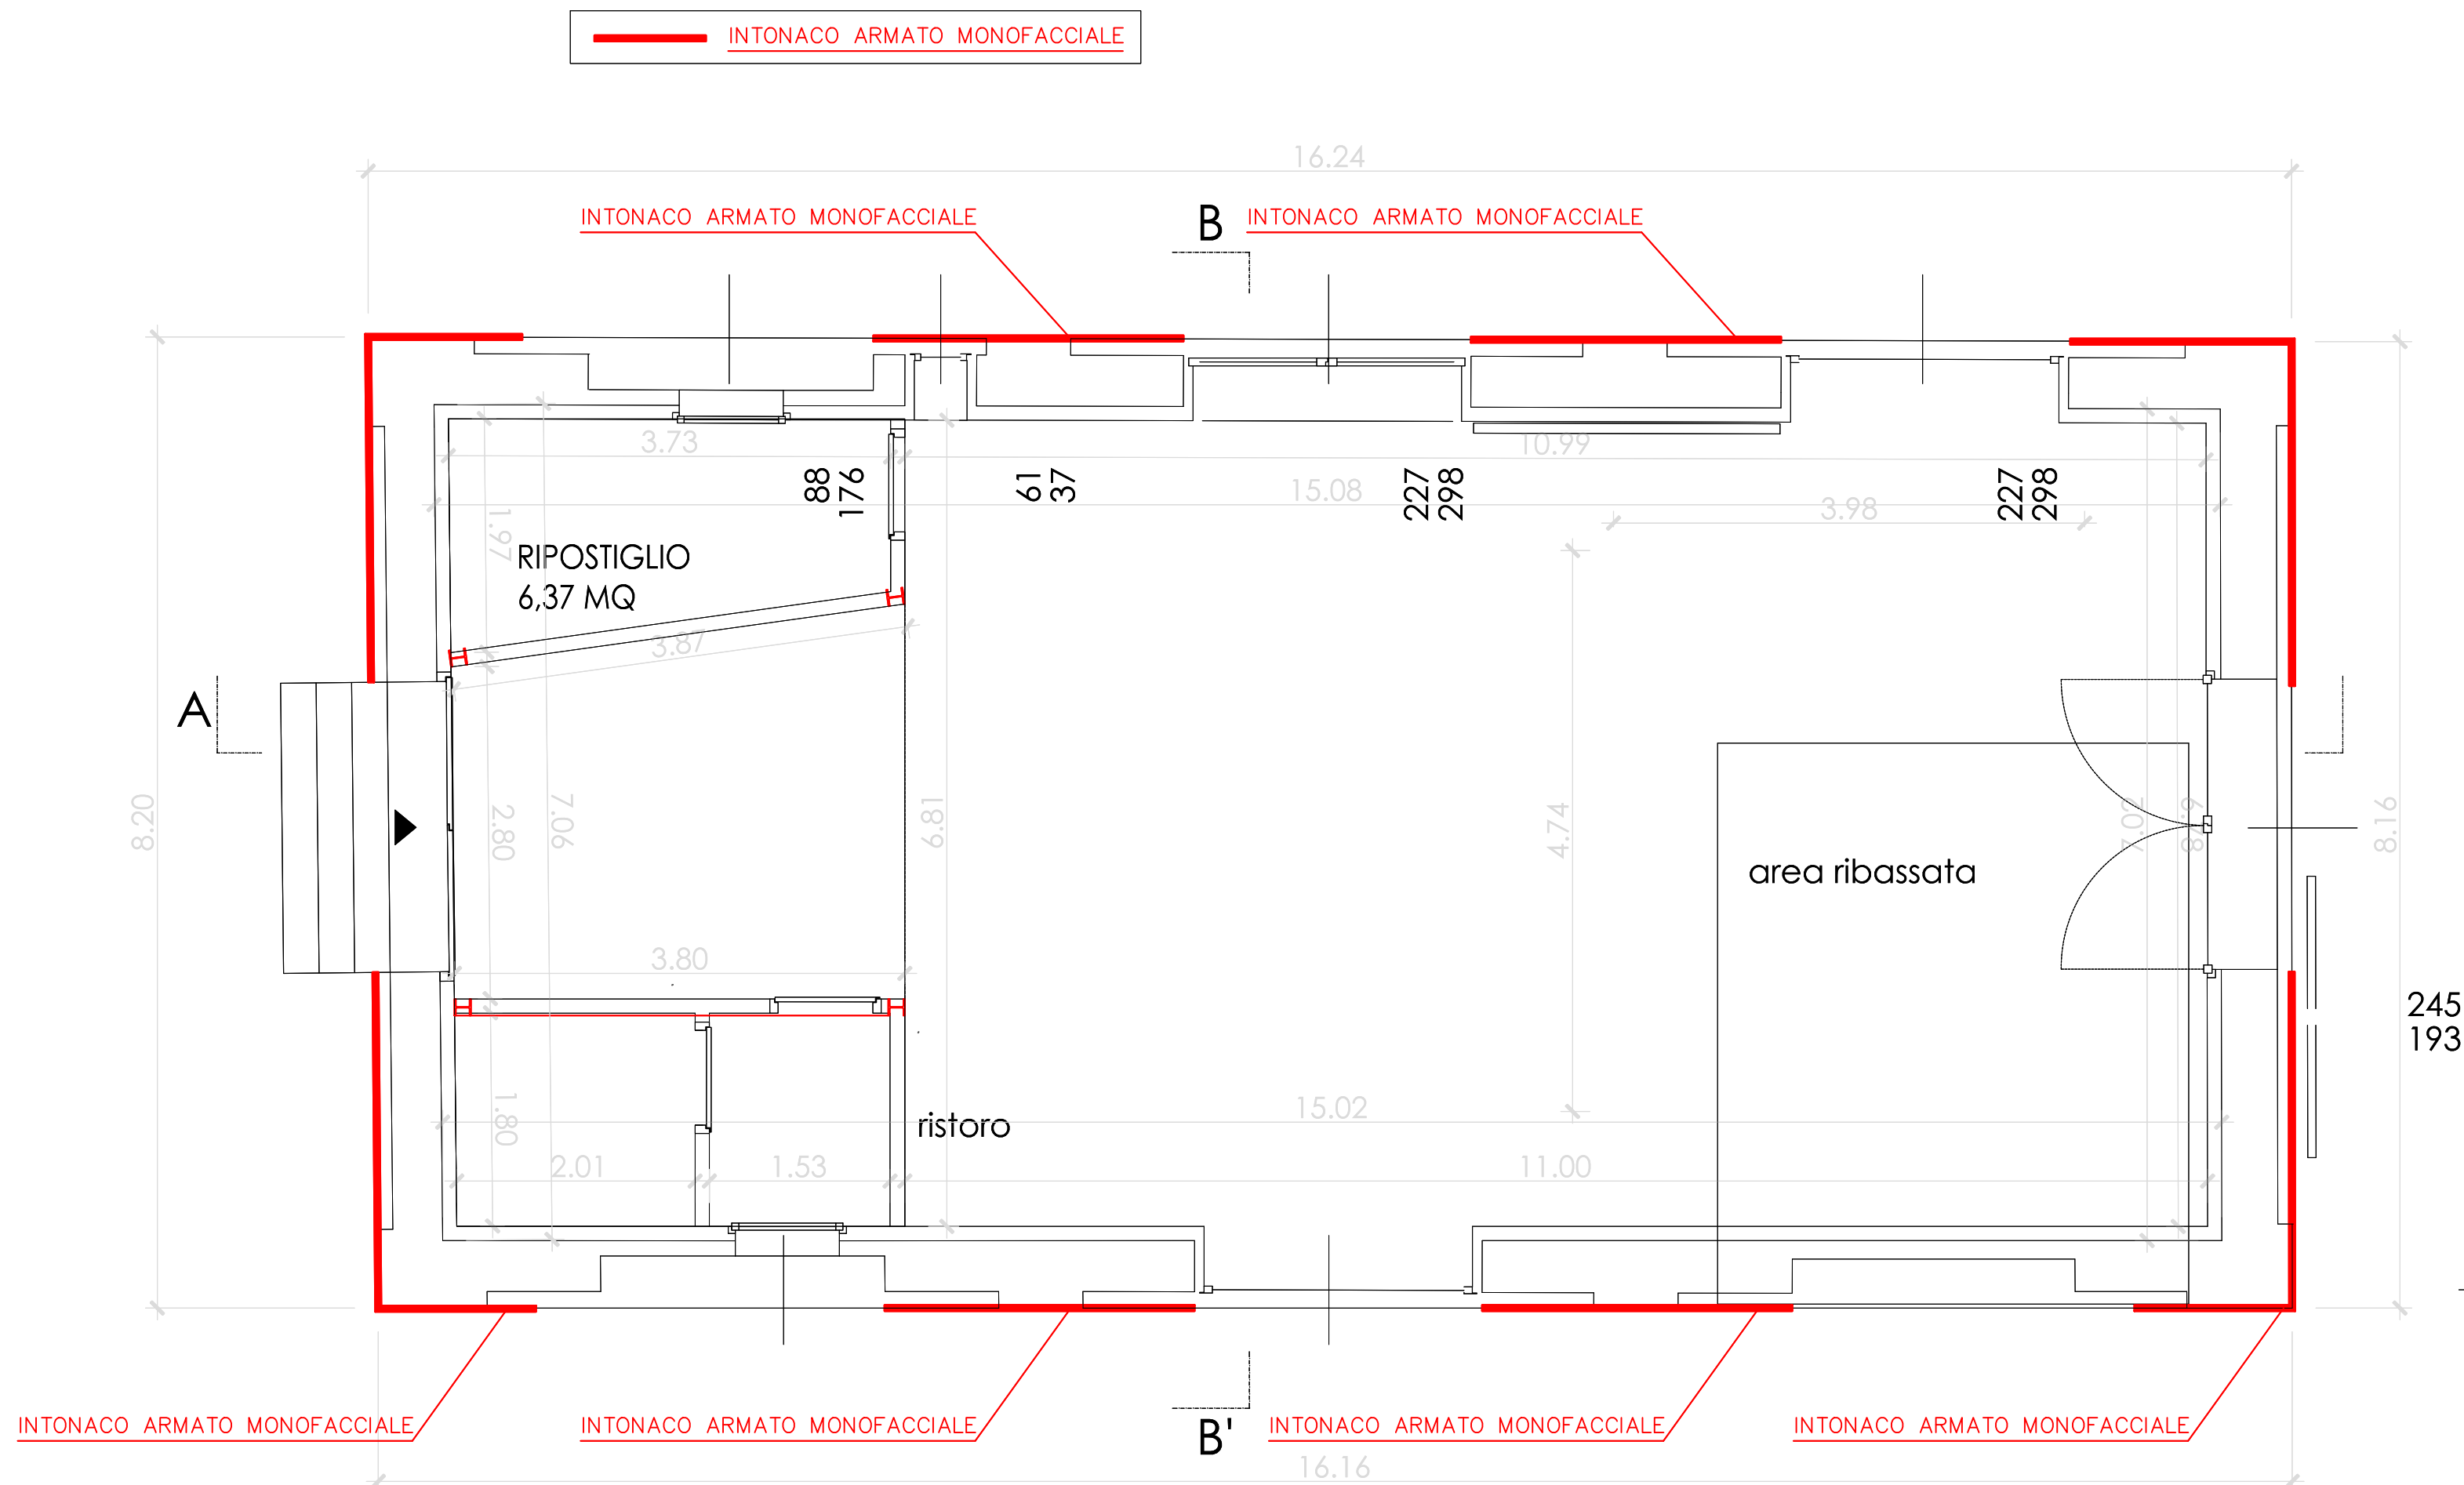 INTONACO ARMATO MONOFACCIALE
16.24
INTONACO ARMATO MONOFACCIALE
B
INTONACO ARMATO MONOFACCIALE
3.73
10.99
88
176
61
37
227
298
15.08
3.98
227
298
1.97
RIPOSTIGLIO
6,37 MQ
3.87
A
8.20
2.80
7.06
6.81
4.74
7.02
6.78
8.16
area ribassata
3.80
245
193
1.80
ristoro
15.02
2.01
1.53
11.00
INTONACO ARMATO MONOFACCIALE
INTONACO ARMATO MONOFACCIALE
B'
INTONACO ARMATO MONOFACCIALE
INTONACO ARMATO MONOFACCIALE
16.16